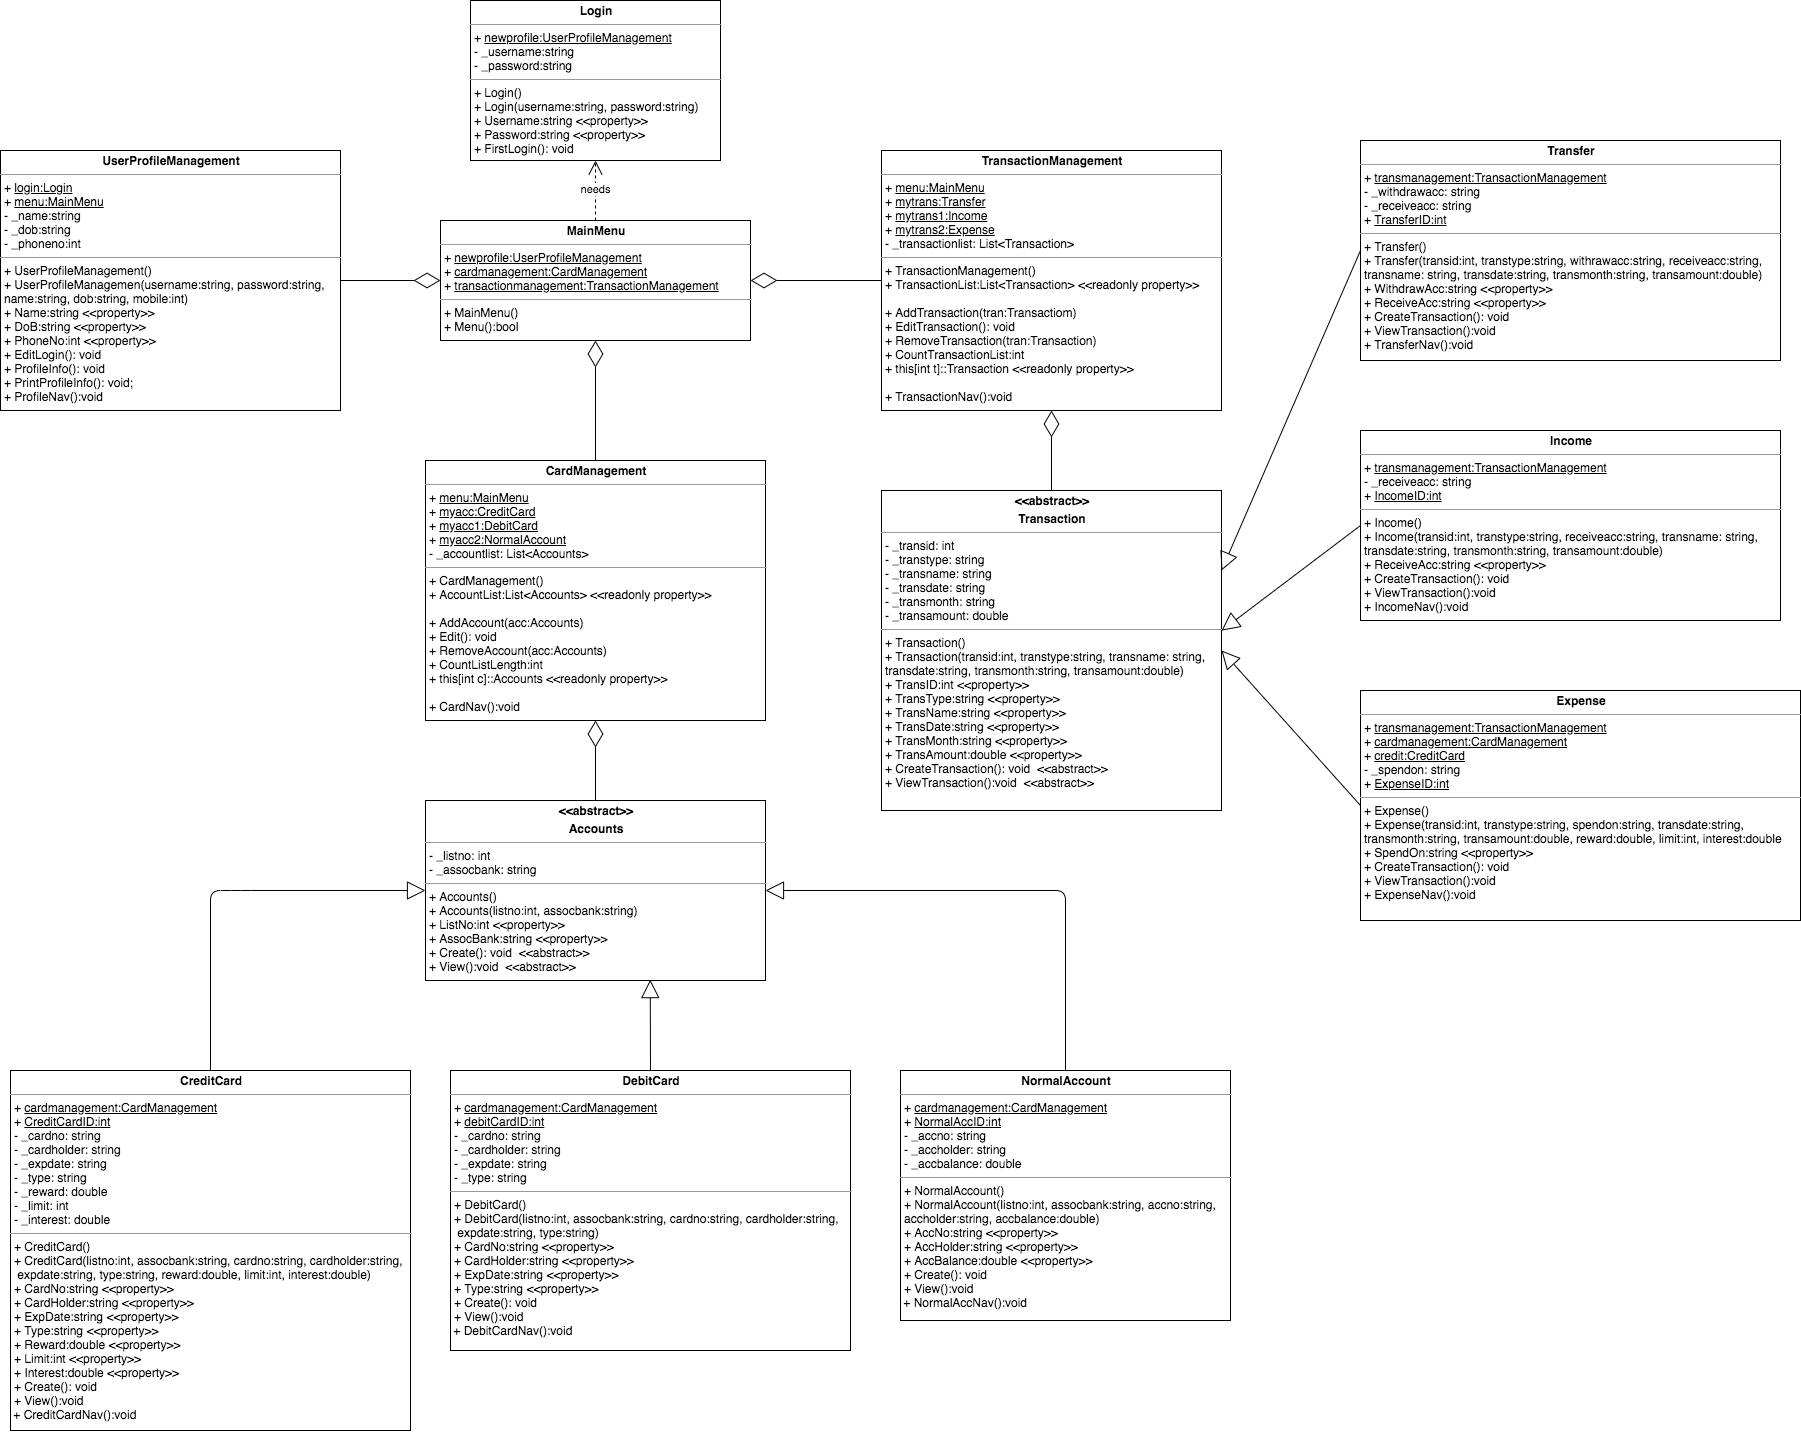 Login
+ newprofile:UserProfileManagement
- _username:string
- _password:string
+ Login()
+ Login(username:string, password:string)
+ Username:string <<property>>
+ Password:string <<property>>
+ FirstLogin(): void
needs
UserProfileManagement
+ login:Login
+ menu:MainMenu
- _name:string
- _dob:string
- _phoneno:int
+ UserProfileManagement()
+ UserProfileManagemen(username:string, password:string,
name:string, dob:string, mobile:int)
+ Name:string <<property>>
+ DoB:string <<property>>
+ PhoneNo:int <<property>>
+ EditLogin(): void
+ ProfileInfo(): void
+ PrintProfileInfo(): void;
+ ProfileNav():void
MainMenu
+ newprofile:UserProfileManagement
+ cardmanagement:CardManagement
+ transactionmanagement:TransactionManagement
+ MainMenu()
+ Menu():bool
TransactionManagement
+ menu:MainMenu
+ mytrans:Transfer
+ mytrans1:Income
+ mytrans2:Expense
- _transactionlist: List<Transaction>
+ TransactionManagement()
+ TransactionList:List<Transaction> <<readonly property>>
+ AddTransaction(tran:Transactiom)
+ EditTransaction(): void
+ RemoveTransaction(tran:Transaction)
+ CountTransactionList:int
+ this[int t]::Transaction <<readonly property>>
+ TransactionNav():void
Transfer
+ transmanagement:TransactionManagement
- _withdrawacc: string
- _receiveacc: string
+ TransferID:int
+ Transfer()
+ Transfer(transid:int, transtype:string, withrawacc:string, receiveacc:string,
transname: string, transdate:string, transmonth:string, transamount:double)
+ WithdrawAcc:string <<property>>
+ ReceiveAcc:string <<property>>
+ CreateTransaction(): void
+ ViewTransaction():void
+ TransferNav():void
CardManagement
+ menu:MainMenu
+ myacc:CreditCard
+ myacc1:DebitCard
+ myacc2:NormalAccount
- _accountlist: List<Accounts>
+ CardManagement()
+ AccountList:List<Accounts> <<readonly property>>
+ AddAccount(acc:Accounts)
+ Edit(): void
+ RemoveAccount(acc:Accounts)
+ CountListLength:int
+ this[int c]::Accounts <<readonly property>>
+ CardNav():void
<<abstract>>
Transaction
- _transid: int
- _transtype: string
- _transname: string
- _transdate: string
- _transmonth: string
- _transamount: double
+ Transaction()
+ Transaction(transid:int, transtype:string, transname: string,
transdate:string, transmonth:string, transamount:double)
+ TransID:int <<property>>
+ TransType:string <<property>>
+ TransName:string <<property>>
+ TransDate:string <<property>>
+ TransMonth:string <<property>>
+ TransAmount:double <<property>>
+ CreateTransaction(): void <<abstract>>
+ ViewTransaction():void <<abstract>>
Income
+ transmanagement:TransactionManagement
- _receiveacc: string
+ IncomeID:int
+ Income()
+ Income(transid:int, transtype:string, receiveacc:string, transname: string,
transdate:string, transmonth:string, transamount:double)
+ ReceiveAcc:string <<property>>
+ CreateTransaction(): void
+ ViewTransaction():void
+ IncomeNav():void
Expense
+ transmanagement:TransactionManagement
+ cardmanagement:CardManagement
+ credit:CreditCard
- _spendon: string
+ ExpenseID:int
+ Expense()
+ Expense(transid:int, transtype:string, spendon:string, transdate:string,
transmonth:string, transamount:double, reward:double, limit:int, interest:double
+ SpendOn:string <<property>>
+ CreateTransaction(): void
+ ViewTransaction():void
+ ExpenseNav():void
<<abstract>>
Accounts
- _listno: int
- _assocbank: string
+ Accounts()
+ Accounts(listno:int, assocbank:string)
+ ListNo:int <<property>>
+ AssocBank:string <<property>>
+ Create(): void <<abstract>>
+ View():void <<abstract>>
CreditCard
+ cardmanagement:CardManagement
+ CreditCardID:int
- _cardno: string
- _cardholder: string
- _expdate: string
- _type: string
- _reward: double
- _limit: int
- _interest: double
+ CreditCard()
+ CreditCard(listno:int, assocbank:string, cardno:string, cardholder:string,
expdate:string, type:string, reward:double, limit:int, interest:double)
+ CardNo:string <<property>>
+ CardHolder:string <<property>>
+ ExpDate:string <<property>>
+ Type:string <<property>>
+ Reward:double <<property>>
+ Limit:int <<property>>
+ Interest:double <<property>>
+ Create(): void
+ View():void
+ CreditCardNav():void
DebitCard
+ cardmanagement:CardManagement
+ debitCardID:int
- _cardno: string
- _cardholder: string
- _expdate: string
- _type: string
+ DebitCard()
+ DebitCard(listno:int, assocbank:string, cardno:string, cardholder:string,
expdate:string, type:string)
+ CardNo:string <<property>>
+ CardHolder:string <<property>>
+ ExpDate:string <<property>>
+ Type:string <<property>>
+ Create(): void
+ View():void
+ DebitCardNav():void
NormalAccount
+ cardmanagement:CardManagement
+ NormalAccID:int
- _accno: string
- _accholder: string
- _accbalance: double
+ NormalAccount()
+ NormalAccount(listno:int, assocbank:string, accno:string,
accholder:string, accbalance:double)
+ AccNo:string <<property>>
+ AccHolder:string <<property>>
+ AccBalance:double <<property>>
+ Create(): void
+ View():void
+ NormalAccNav():void